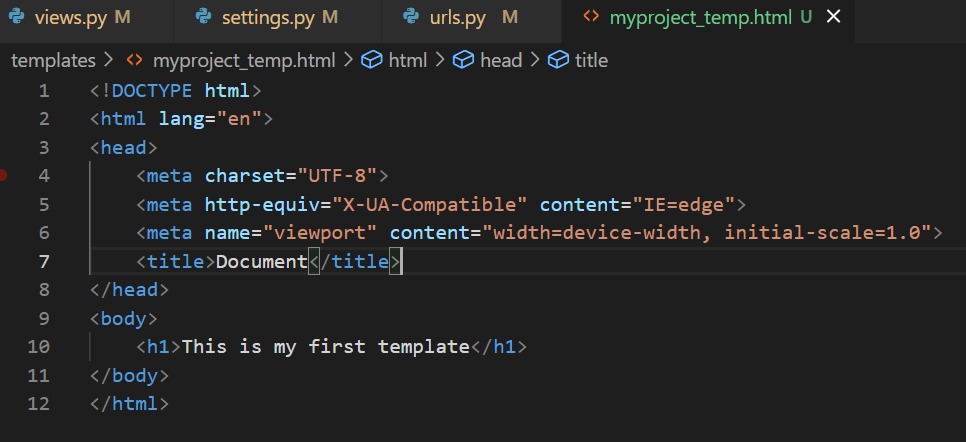 views.py M settings.py M urls.py M myproject_temp.html U
templates > myproject_temp.html > html > head > title
1 <!DOCTYPE html>
2 <html lang="en">
3 <head>
4 <meta charset="UTF-8">
5 <meta http-equiv="X-UA-Compatible" content="IE=edge">
6 <meta name="viewport" content="width=device-width, initial-scale=1.0">
7 <title>Document</title>
8 </head>
9 <body>
10 <h1>This is my first template</h1>
11 </body>
12 </html>